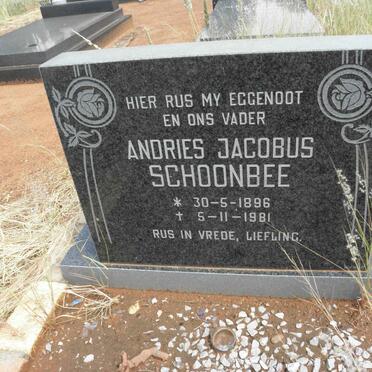 HIER RUS MY EGGENOOT
EN ONS VADER
ANDRIES JACOBUS
SCHOONBEE
* 30-5-1896
† 5-11-1981
RUS IN VREDE, LIEFLING.